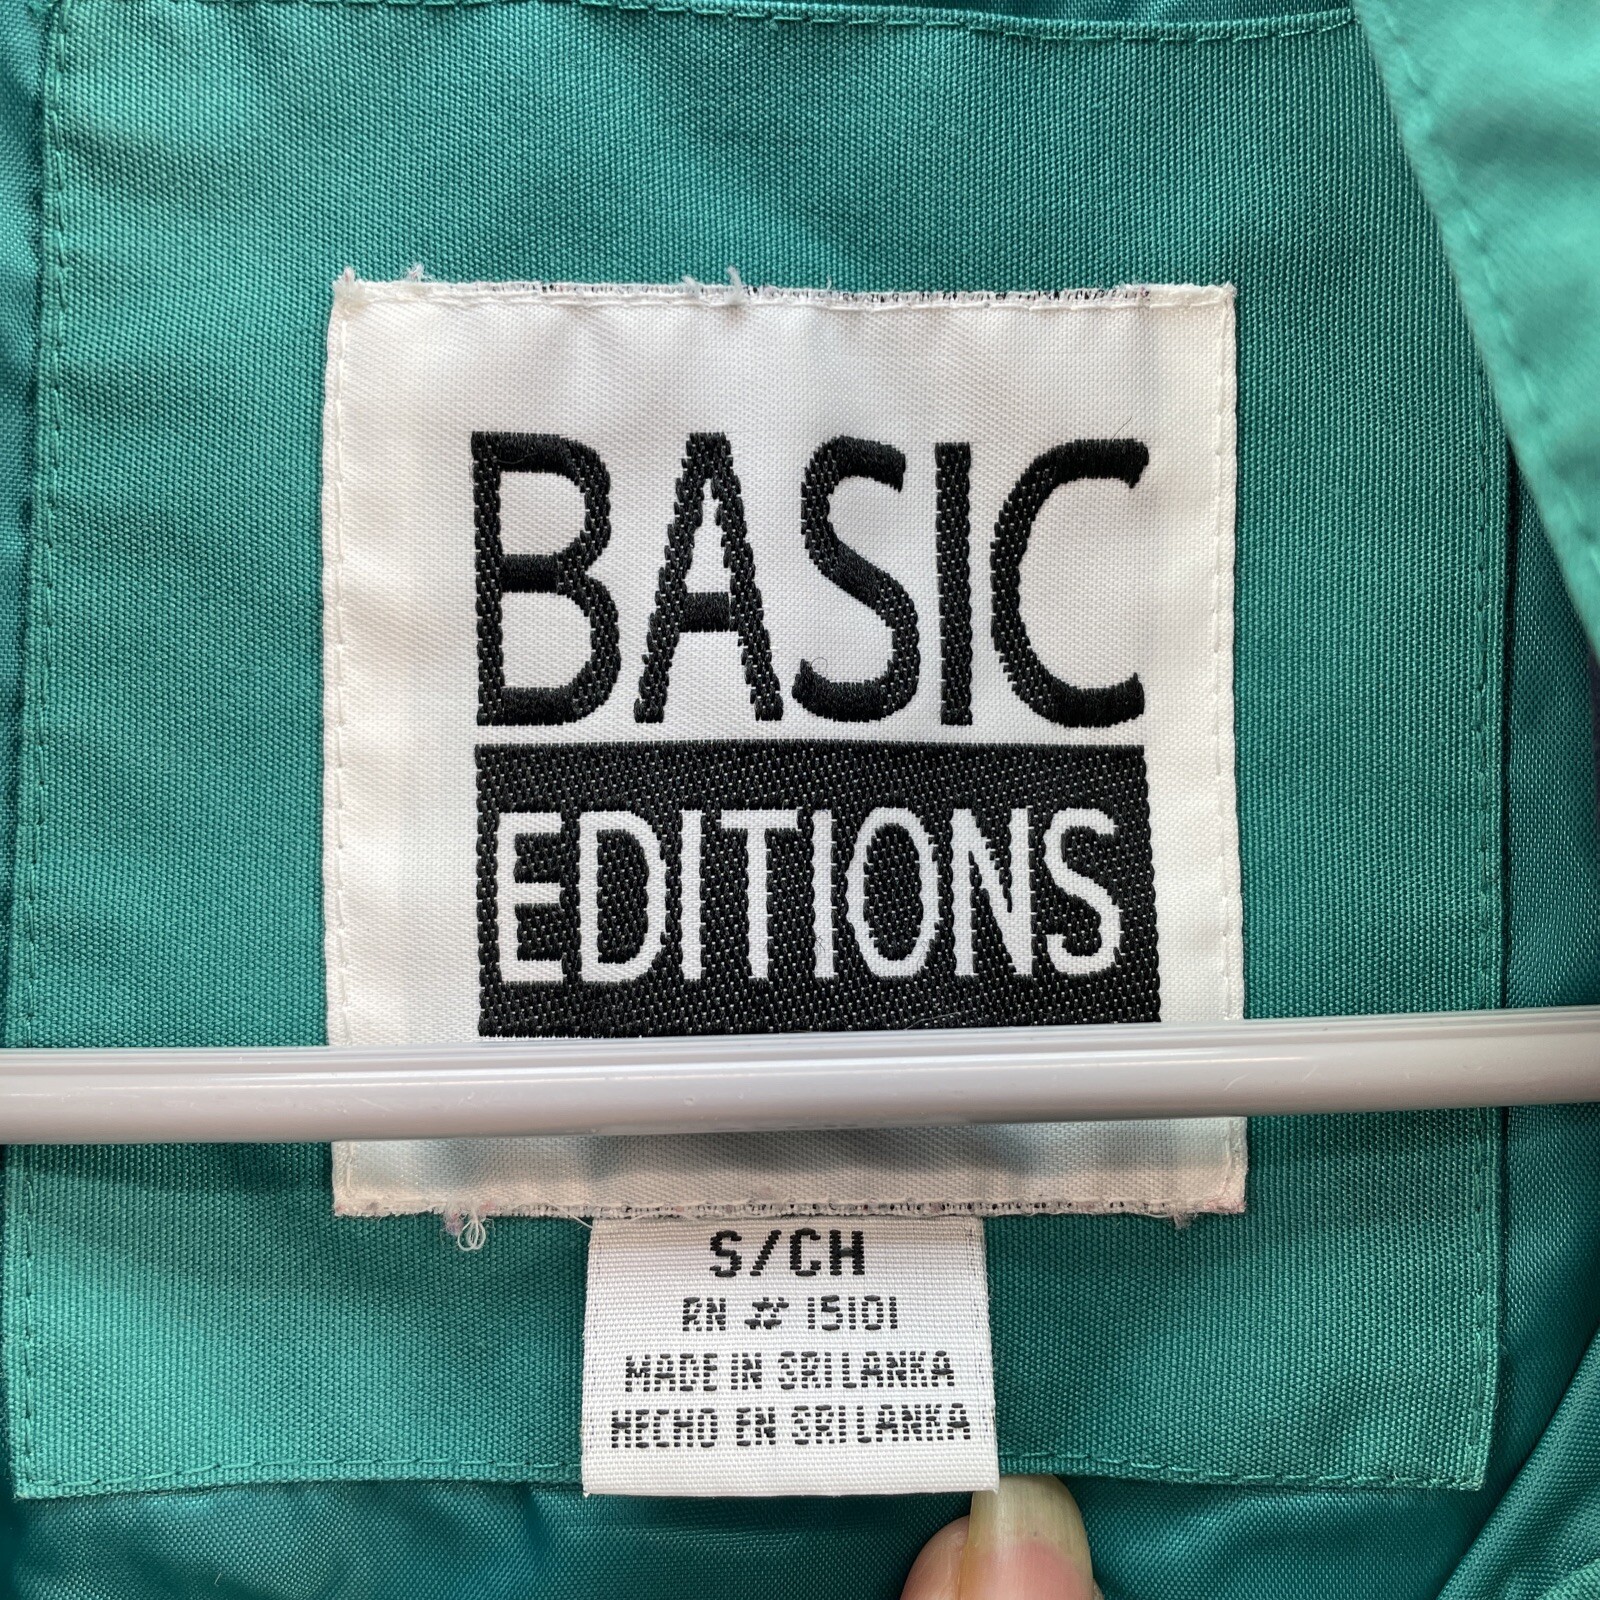 BASIC
EDITIONS
S/CH
RN # 15101
MADE IN SRI LANKA
HECHO EN SRI LANKA